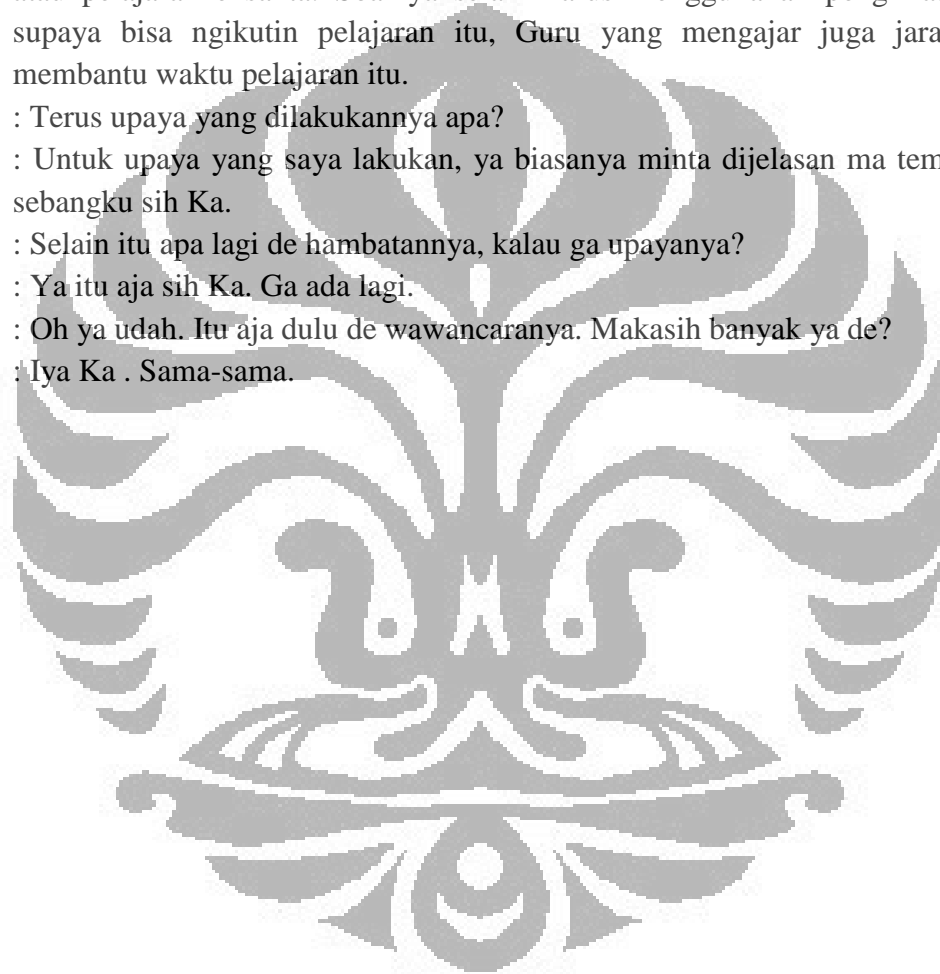 supaya bisa ngikutin pelajaran itu, Guru yang mengajar juga jara
membantu waktu pelajaran itu.
: Terus upaya yang dilakukannya apa?
: Untuk upaya yang saya lakukan, ya biasanya minta dijelasan ma tem
sebangku sih Ka.
: Selain itu apa lagi de hambatannya, kalau ga upayanya?
: Ya itu aja sih Ka. Ga ada lagi.
: Oh ya udah. Itu aja dulu de wawancaranya. Makasih banyak ya de?
: Iya Ka . Sama-sama.